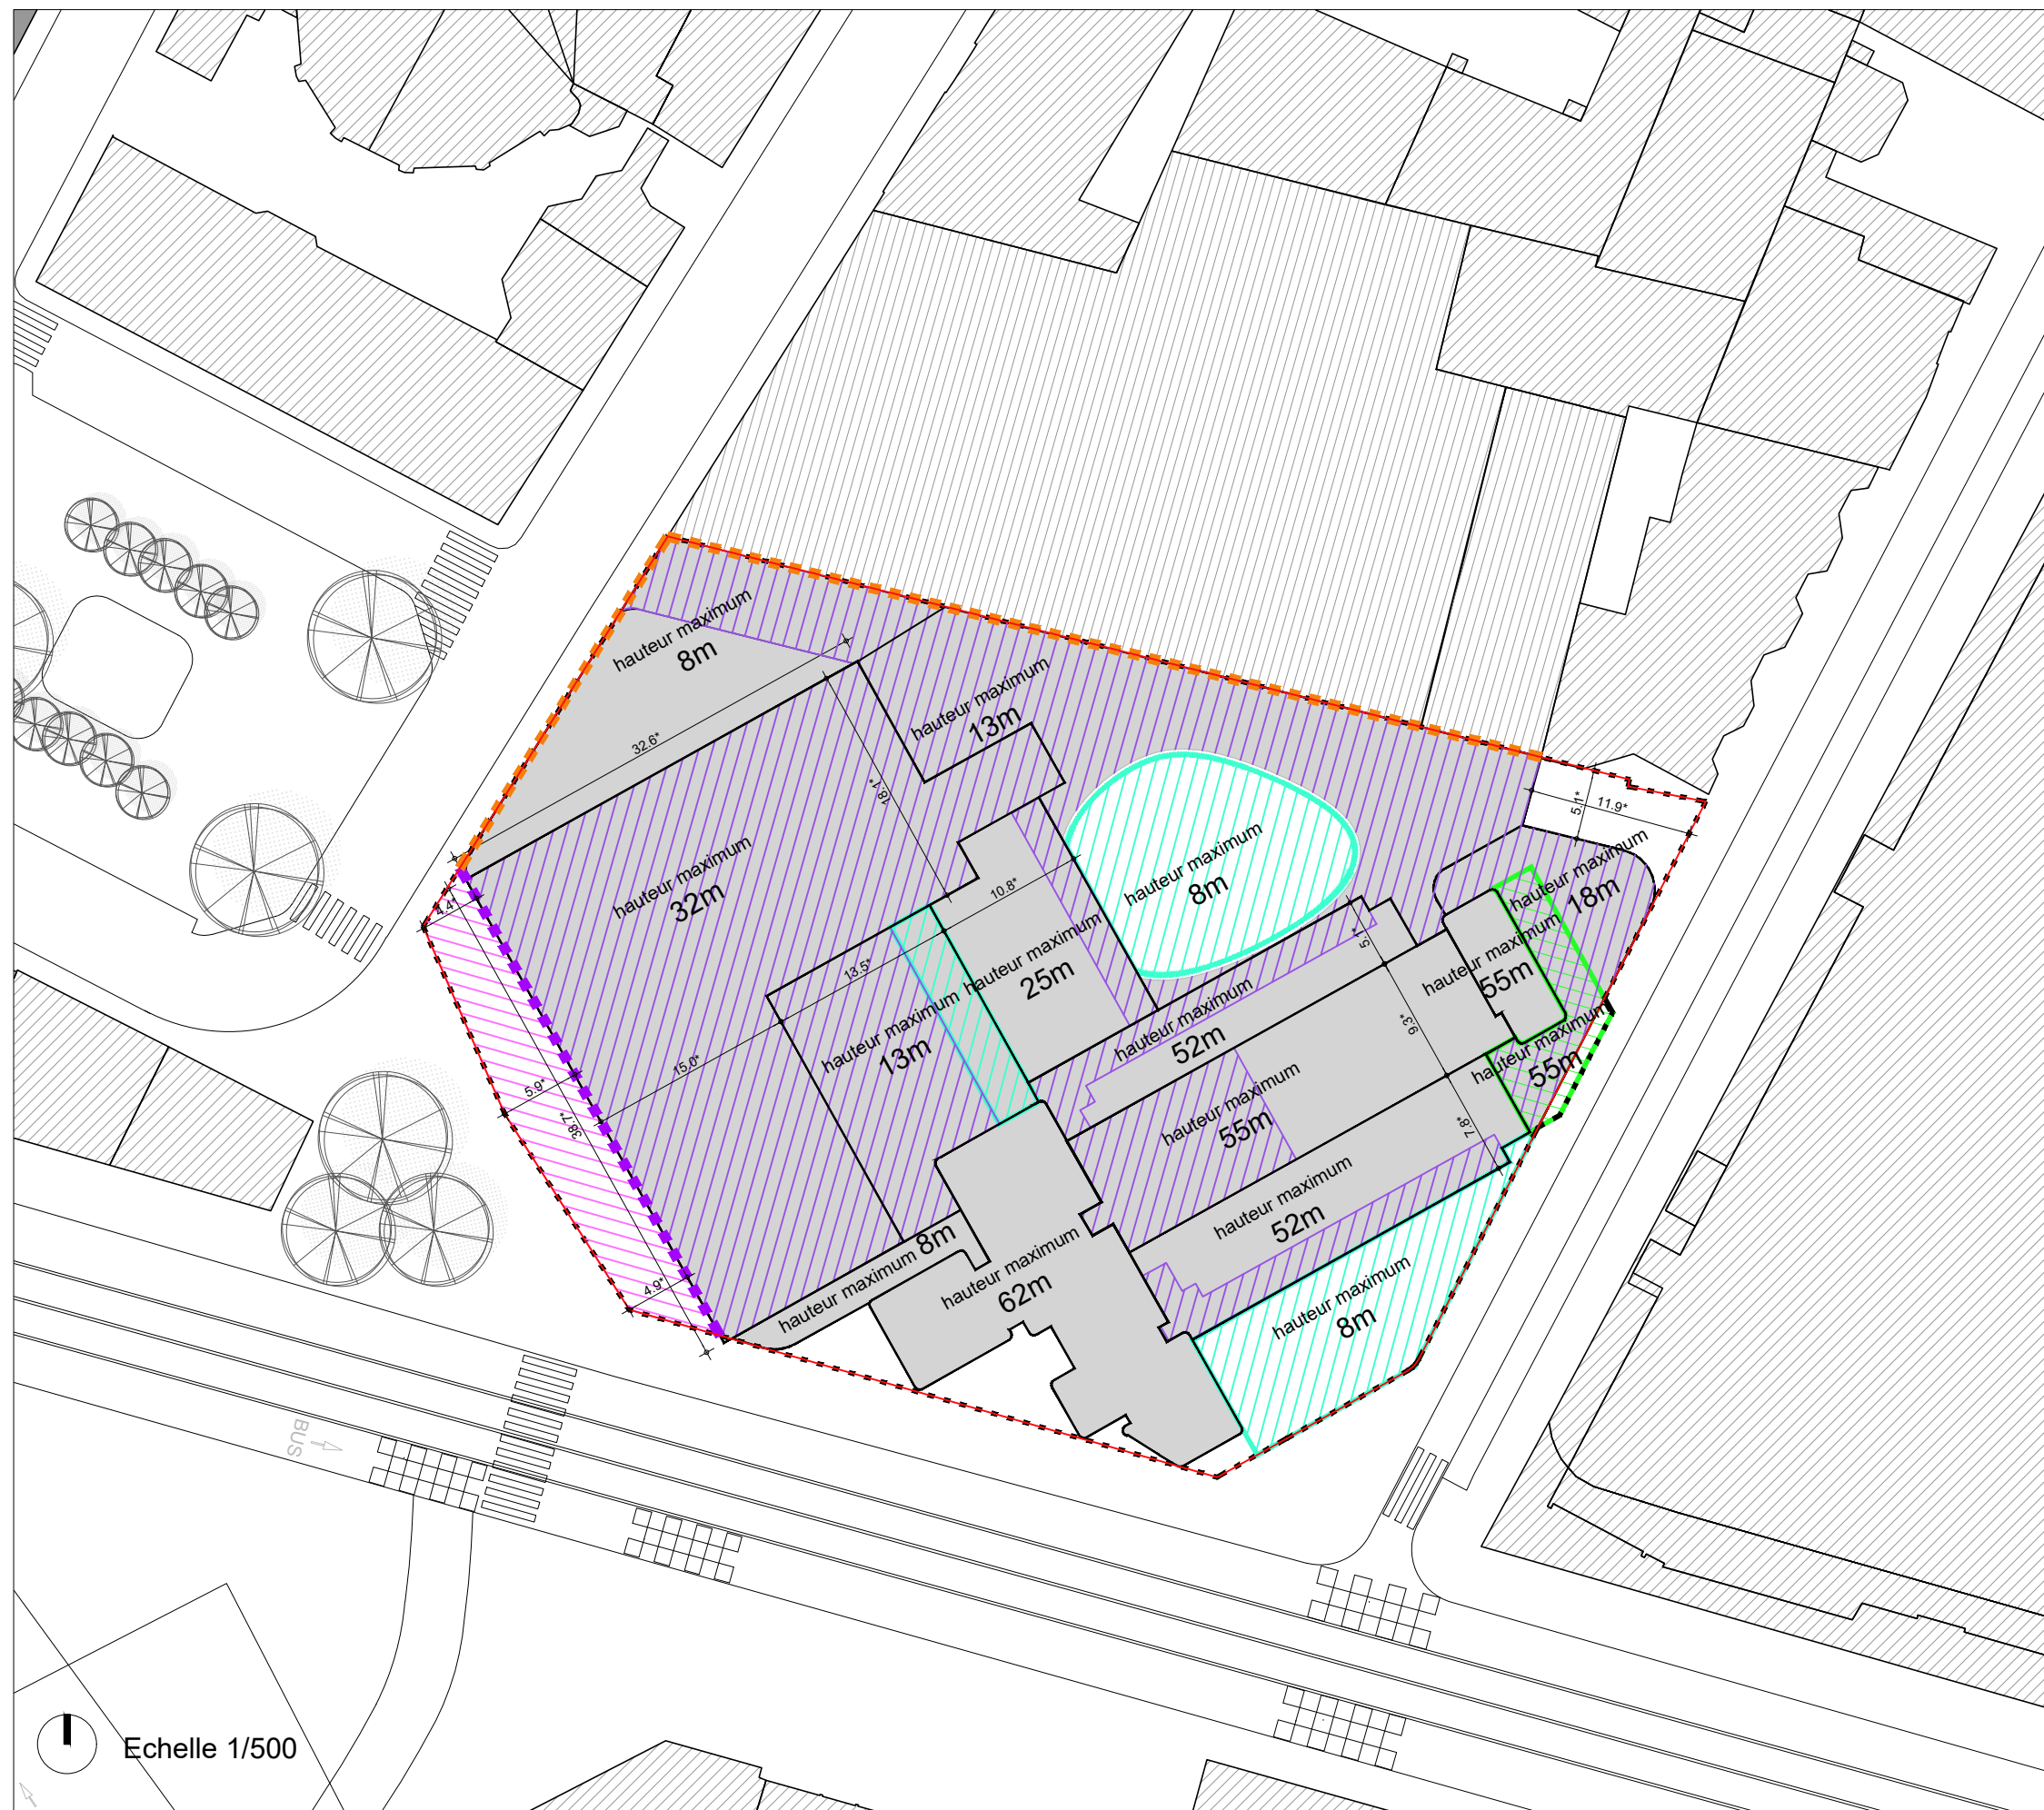 hauteur maximum
8m
hauteur maximum
13m
32.6*
18.1*
5.1*
11.9*
hauteur maximum
32m
hauteur maximum
8m
hauteur maximum
18m
10.8*
4.4*
hauteur maximum
25m
5.1*
hauteur maximum
55m
13.5*
hauteur maximum
13m
hauteur maximum
52m
9.3*
hauteur maximum
55m
15.0*
5.9*
38.7*
hauteur maximum
55m
7.8*
hauteur maximum
52m
hauteur maximum
8m
4.9*
hauteur maximum
62m
hauteur maximum
8m
BUS
Echelle 1/500